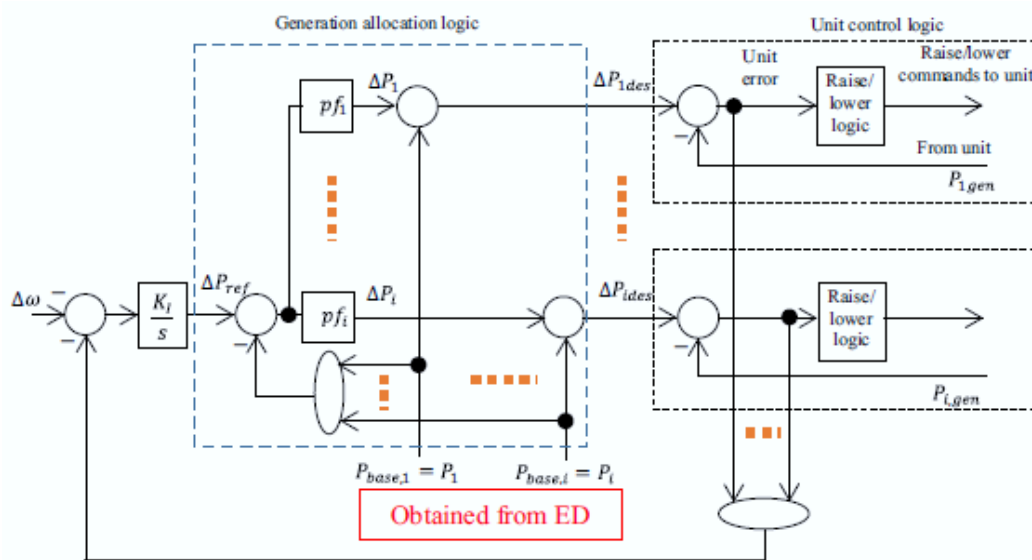 Generation allocation logic
Unit control logic
pf₁
ΔP₁
ΔP₁des
Unit
error
Raise/
lower
logic
Raise/lower
commands to unit
From unit
P₁,gen
Δω
Kᵢ
s
ΔPref
pfᵢ
ΔPᵢ
ΔPᵢdes
Raise/
lower
logic
Pᵢ,gen
Pbase,₁ = P₁
Pbase,ᵢ = Pᵢ
Obtained from ED